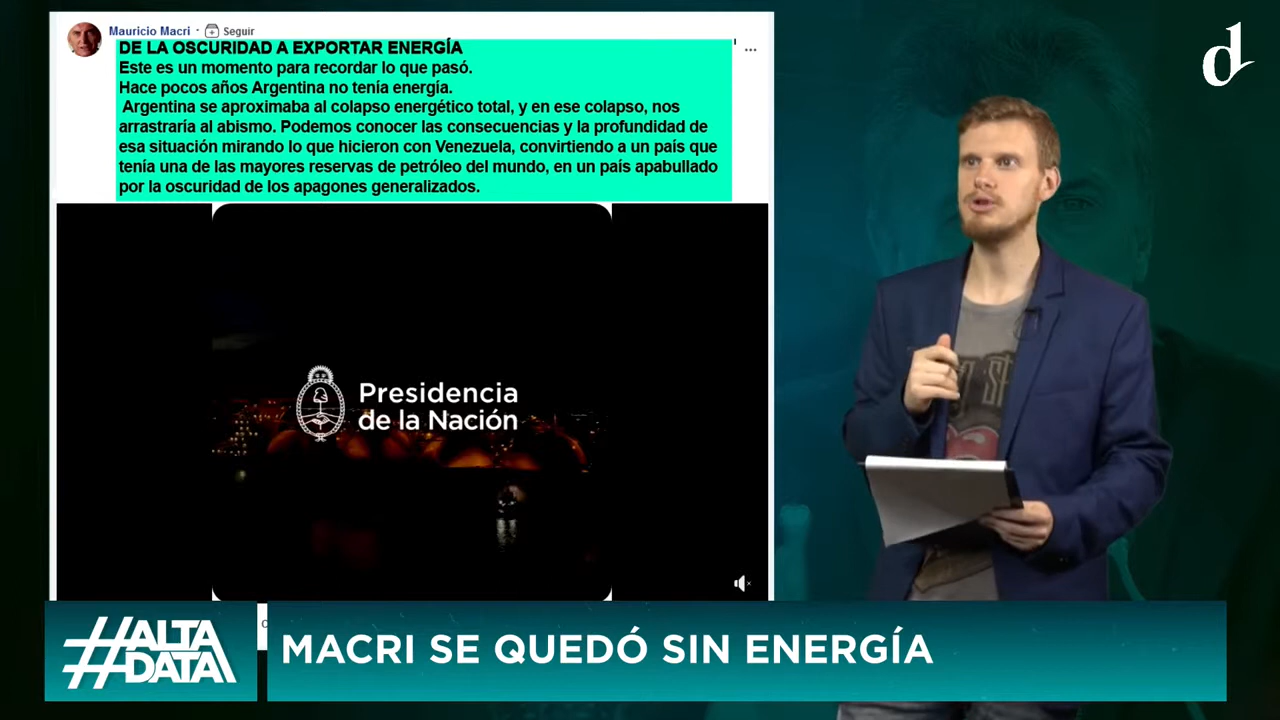 Mauricio Macri · Seguir
DE LA OSCURIDAD A EXPORTAR ENERGÍA
Este es un momento para recordar lo que pasó.
Hace pocos años Argentina no tenía energía.
Argentina se aproximaba al colapso energético total, y en ese colapso, nos
arrastraría al abismo. Podemos conocer las consecuencias y la profundidad de
esa situación mirando lo que hicieron con Venezuela, convirtiendo a un país que
tenía una de las mayores reservas de petróleo del mundo, en un país apabullado
por la oscuridad de los apagones generalizados.
Presidencia
de la Nación
#ALTA
DATA
MACRI SE QUEDÓ SIN ENERGÍA
d